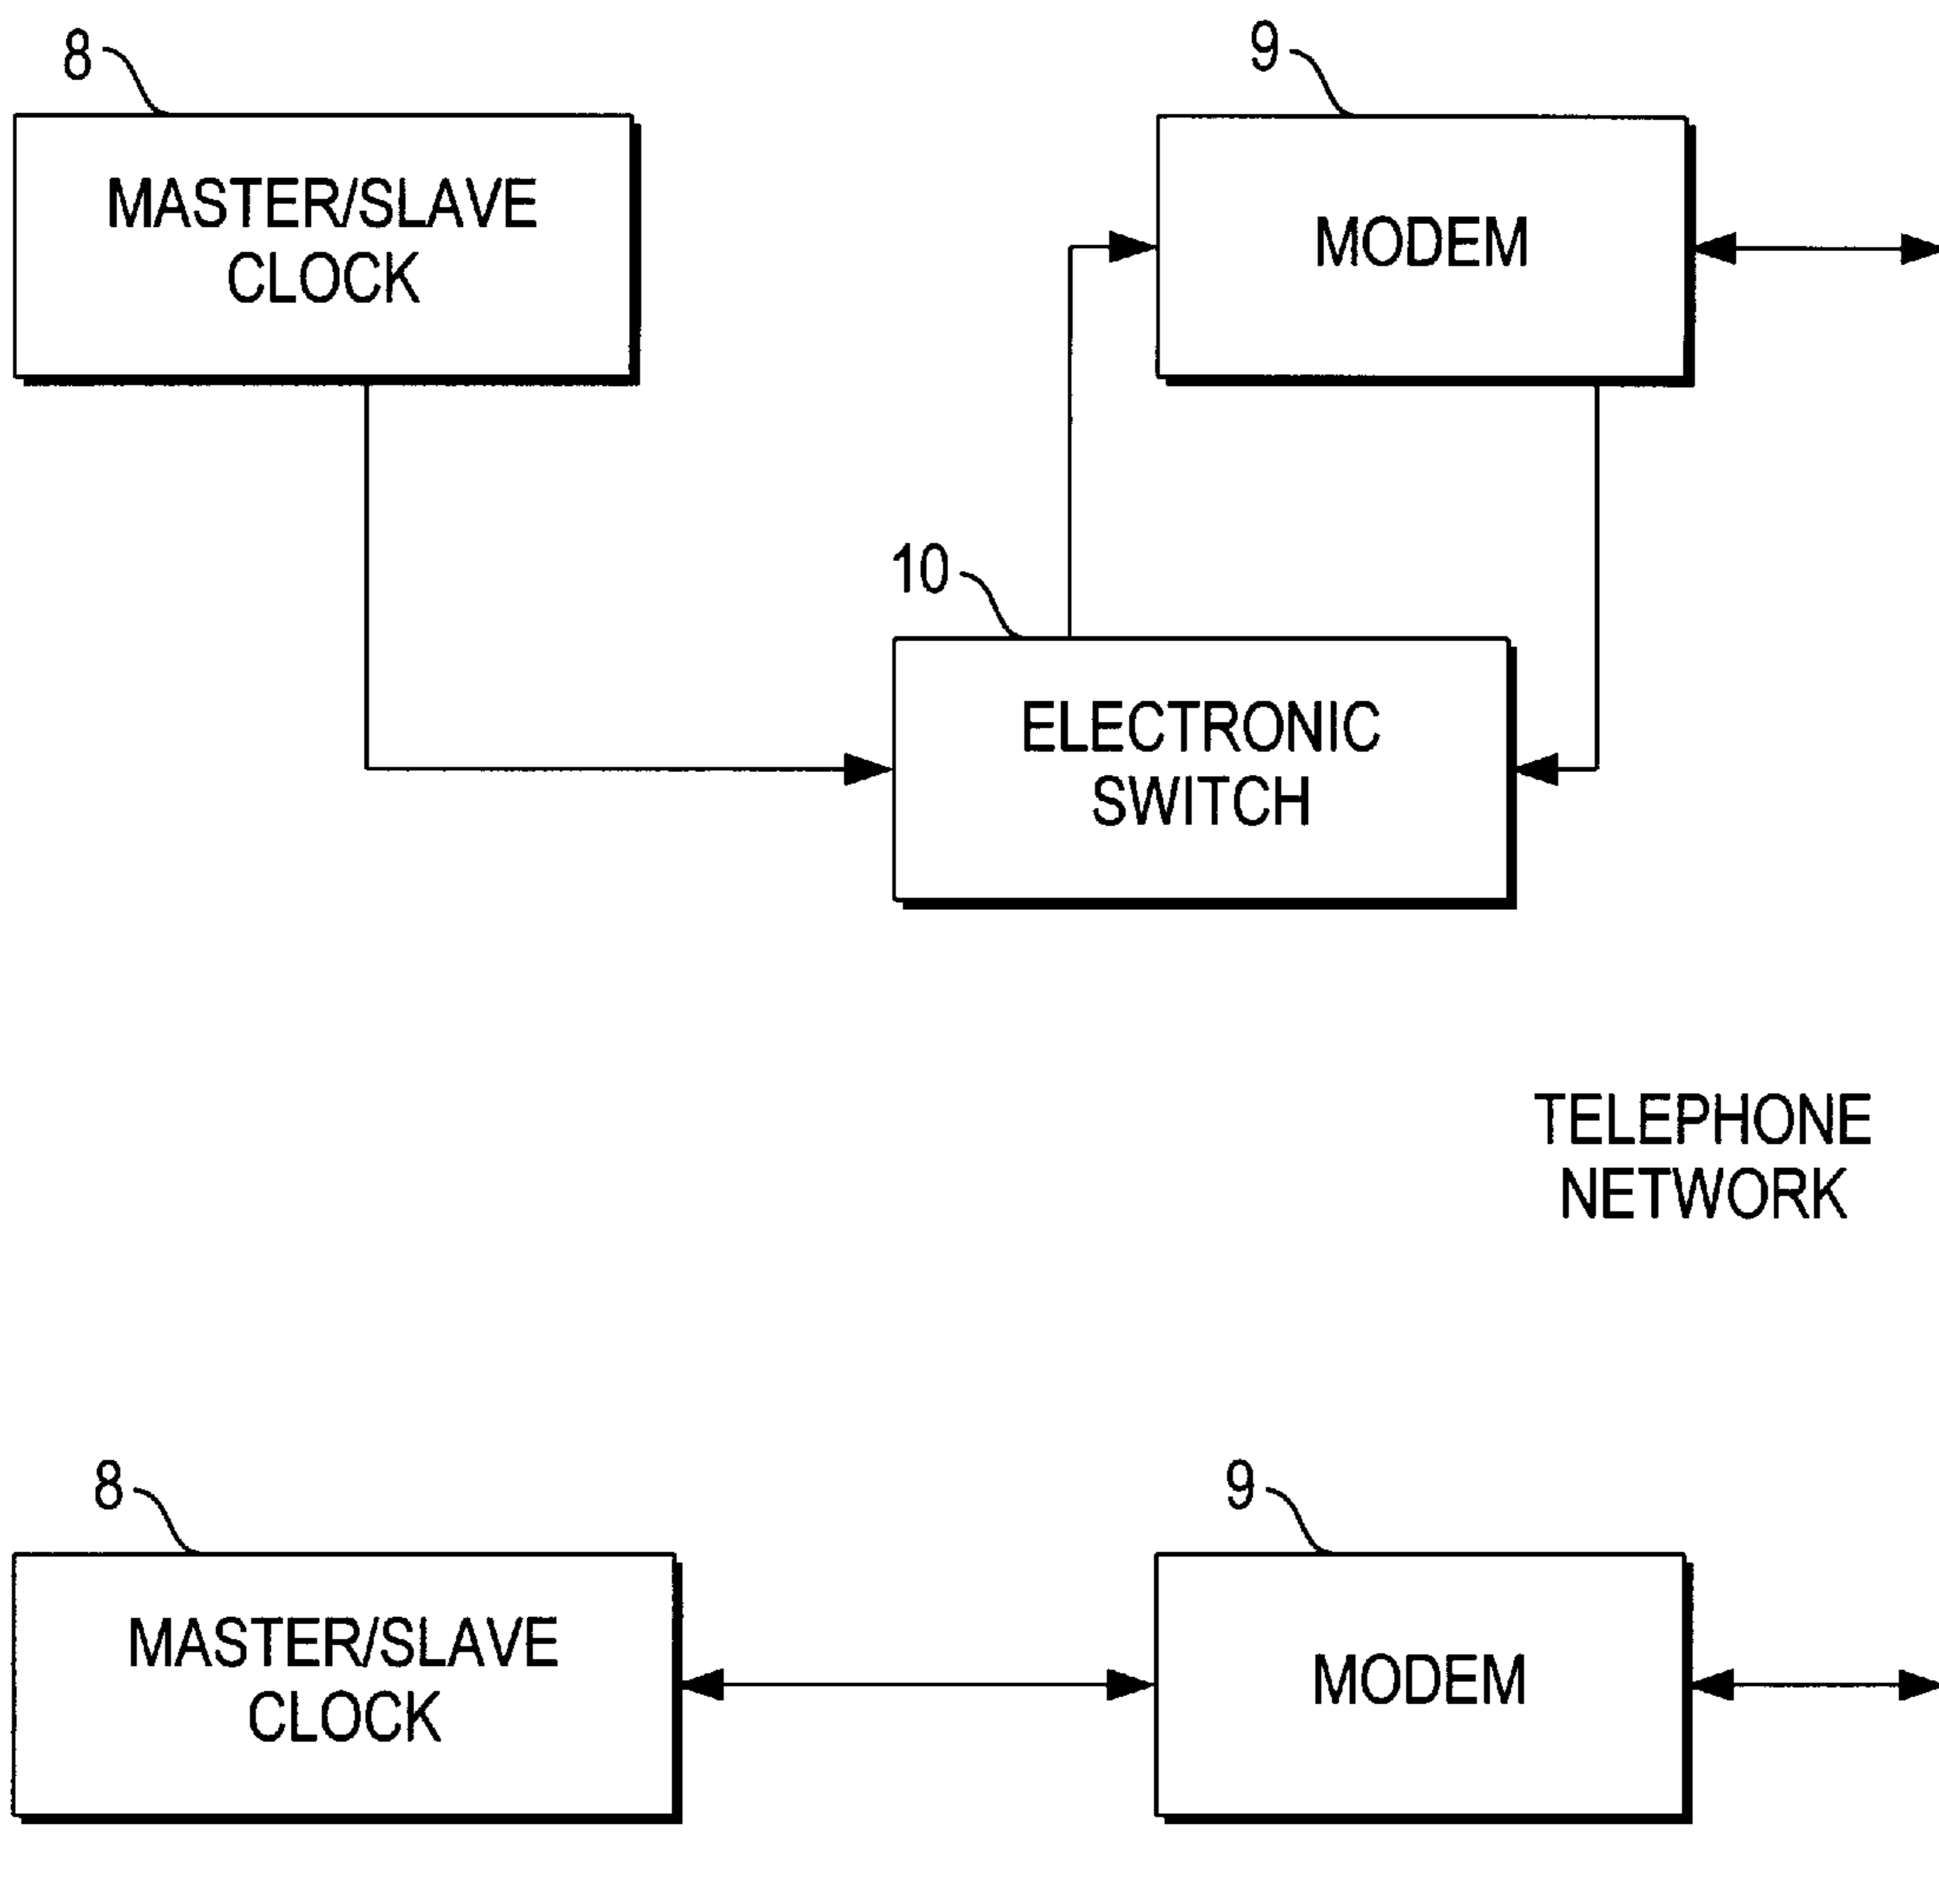 8
9
MASTER/SLAVE
CLOCK
MODEM
10
ELECTRONIC
SWITCH
TELEPHONE
NETWORK
8
9
MASTER/SLAVE
CLOCK
MODEM